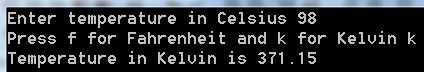 Enter temperature in Celsius 98
Press f for Fahrenheit and k for Kelvin k
Temperature in Kelvin is 371.15